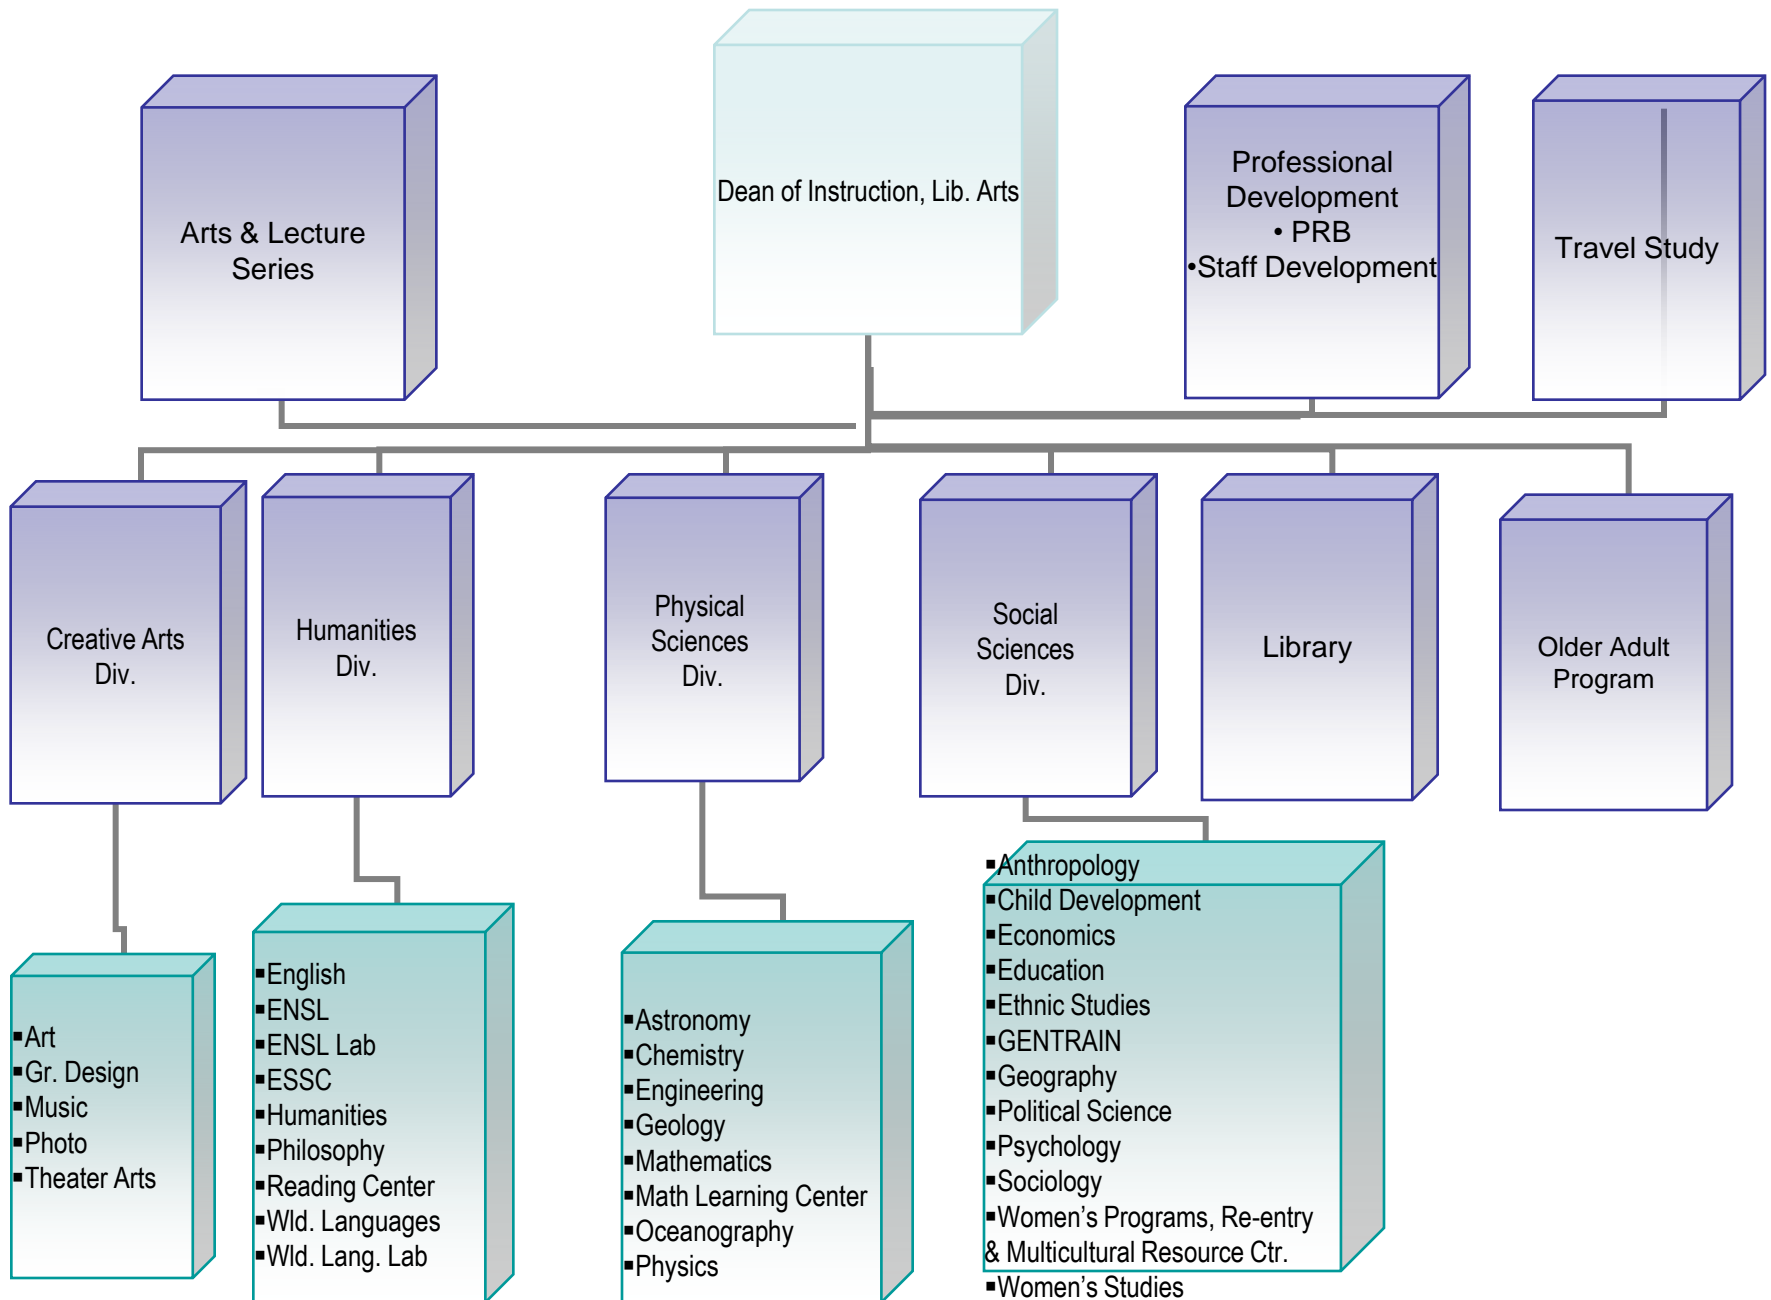 Dean of Instruction, Lib. Arts
Arts & Lecture
Series
Professional
Development
• PRB
•Staff Development
Travel Study
Creative Arts
Div.
Humanities
Div.
Physical
Sciences
Div.
Social
Sciences
Div.
Library
Older Adult
Program
▪Art
▪Gr. Design
▪Music
▪Photo
▪Theater Arts
▪English
▪ENSL
▪ENSL Lab
▪ESSC
▪Humanities
▪Philosophy
▪Reading Center
▪Wld. Languages
▪Wld. Lang. Lab
▪Astronomy
▪Chemistry
▪Engineering
▪Geology
▪Mathematics
▪Math Learning Center
▪Oceanography
▪Physics
▪Anthropology
▪Child Development
▪Economics
▪Education
▪Ethnic Studies
▪GENTRAIN
▪Geography
▪Political Science
▪Psychology
▪Sociology
▪Women’s Programs, Re-entry
& Multicultural Resource Ctr.
▪Women’s Studies